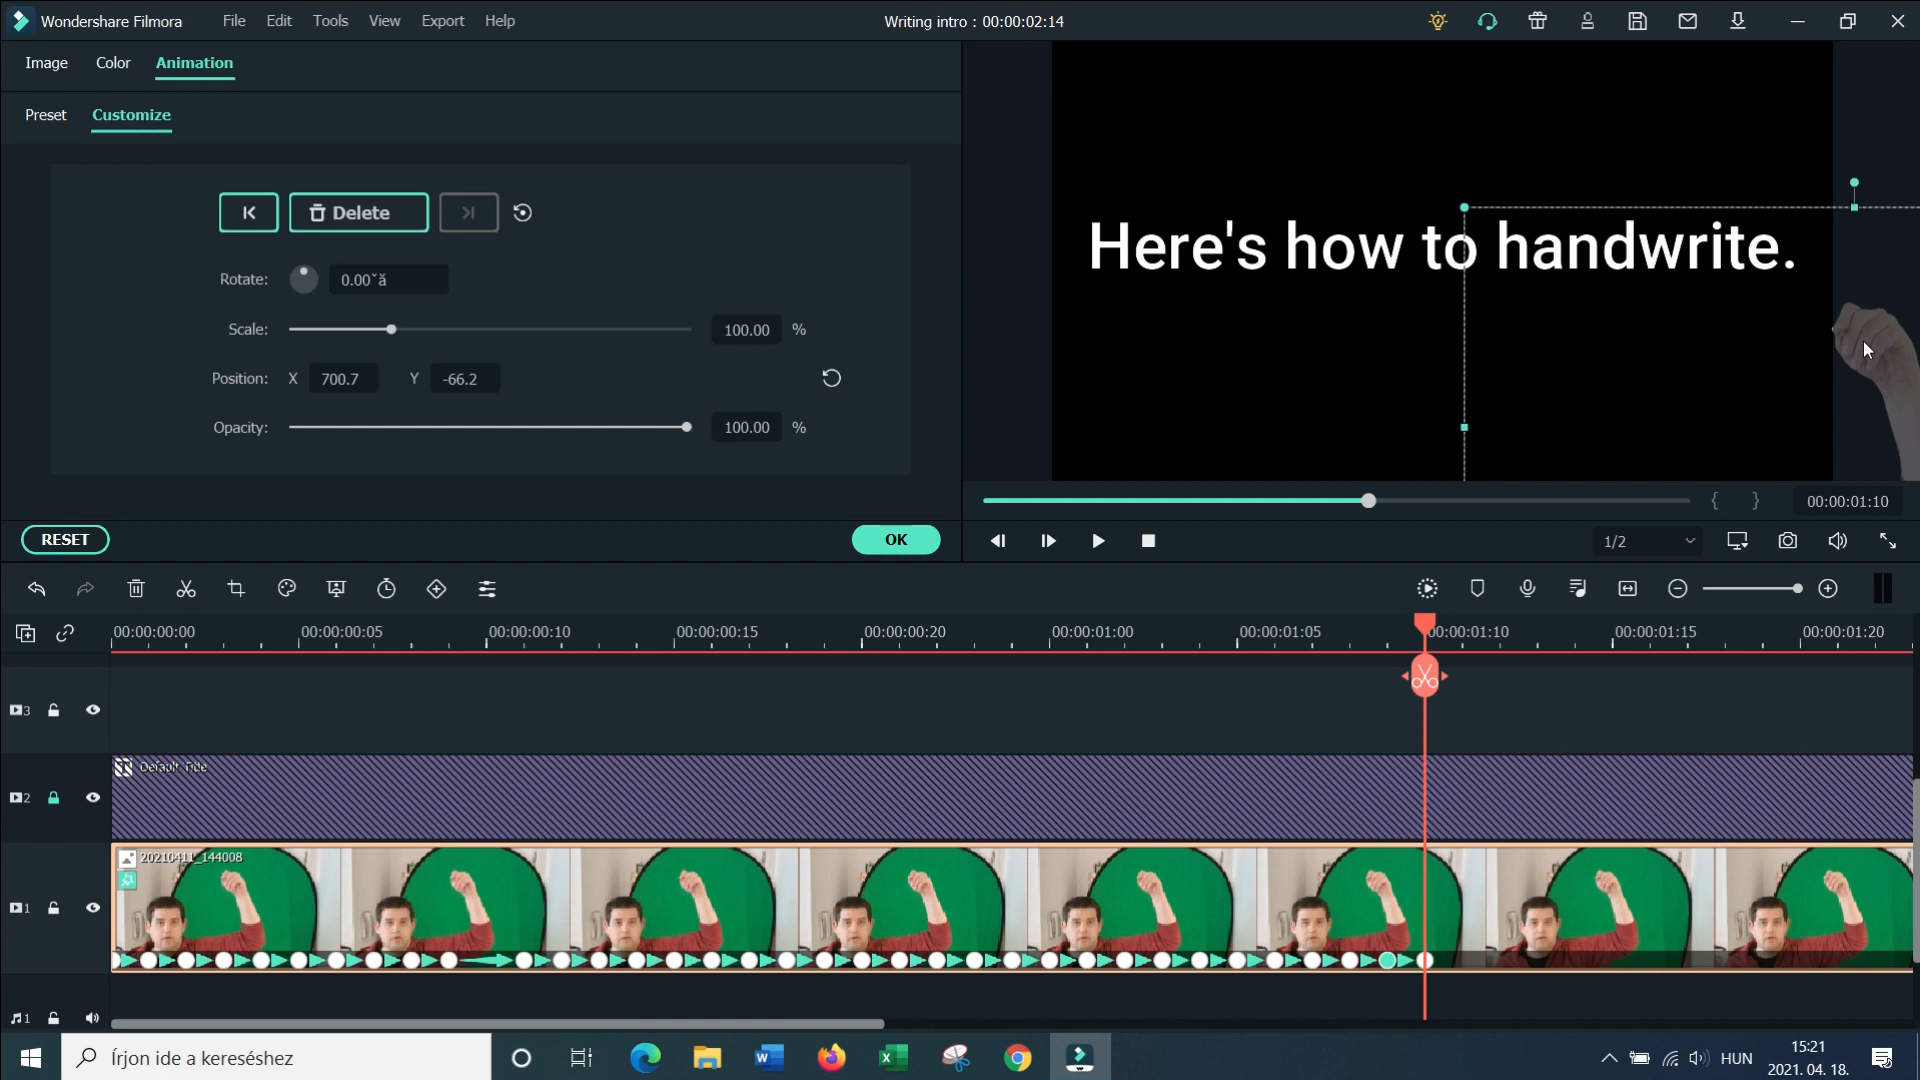 Wondershare Filmora File Edit Tools View Export Help Writing intro : 00:00:02:14
Image Color Animation
Preset Customize
Delete
Rotate: 0.00˘ă
Scale: 100.00 %
Position: X 700.7 Y -66.2
Opacity: 100.00 %
RESET OK
Here's how to handwrite.
{ } 00:00:01:10
1/2
00:00:00:00 00:00:00:05 00:00:00:10 00:00:00:15 00:00:00:20 00:00:01:00 00:00:01:05 00:00:01:10 00:00:01:15 00:00:01:20
3
2 Default Title
1 20210411_144008
1
Írjon ide a kereséshez
HUN
15:21
2021. 04. 18.